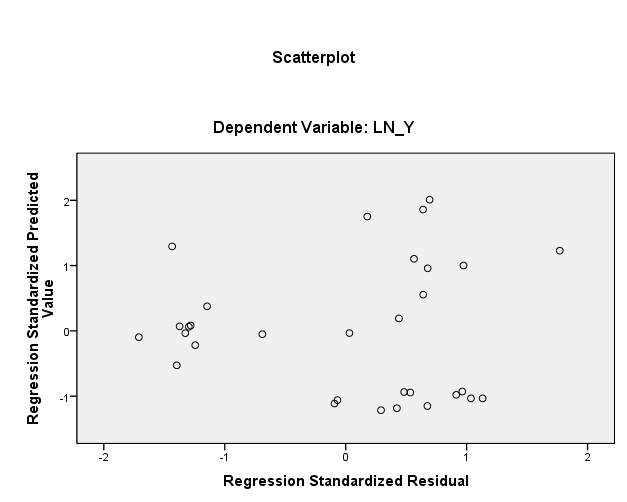 Scatterplot
Dependent Variable: LN_Y
Regression Standardized Predicted
Value
2
1
0
-1
-2
-1
0
1
2
Regression Standardized Residual